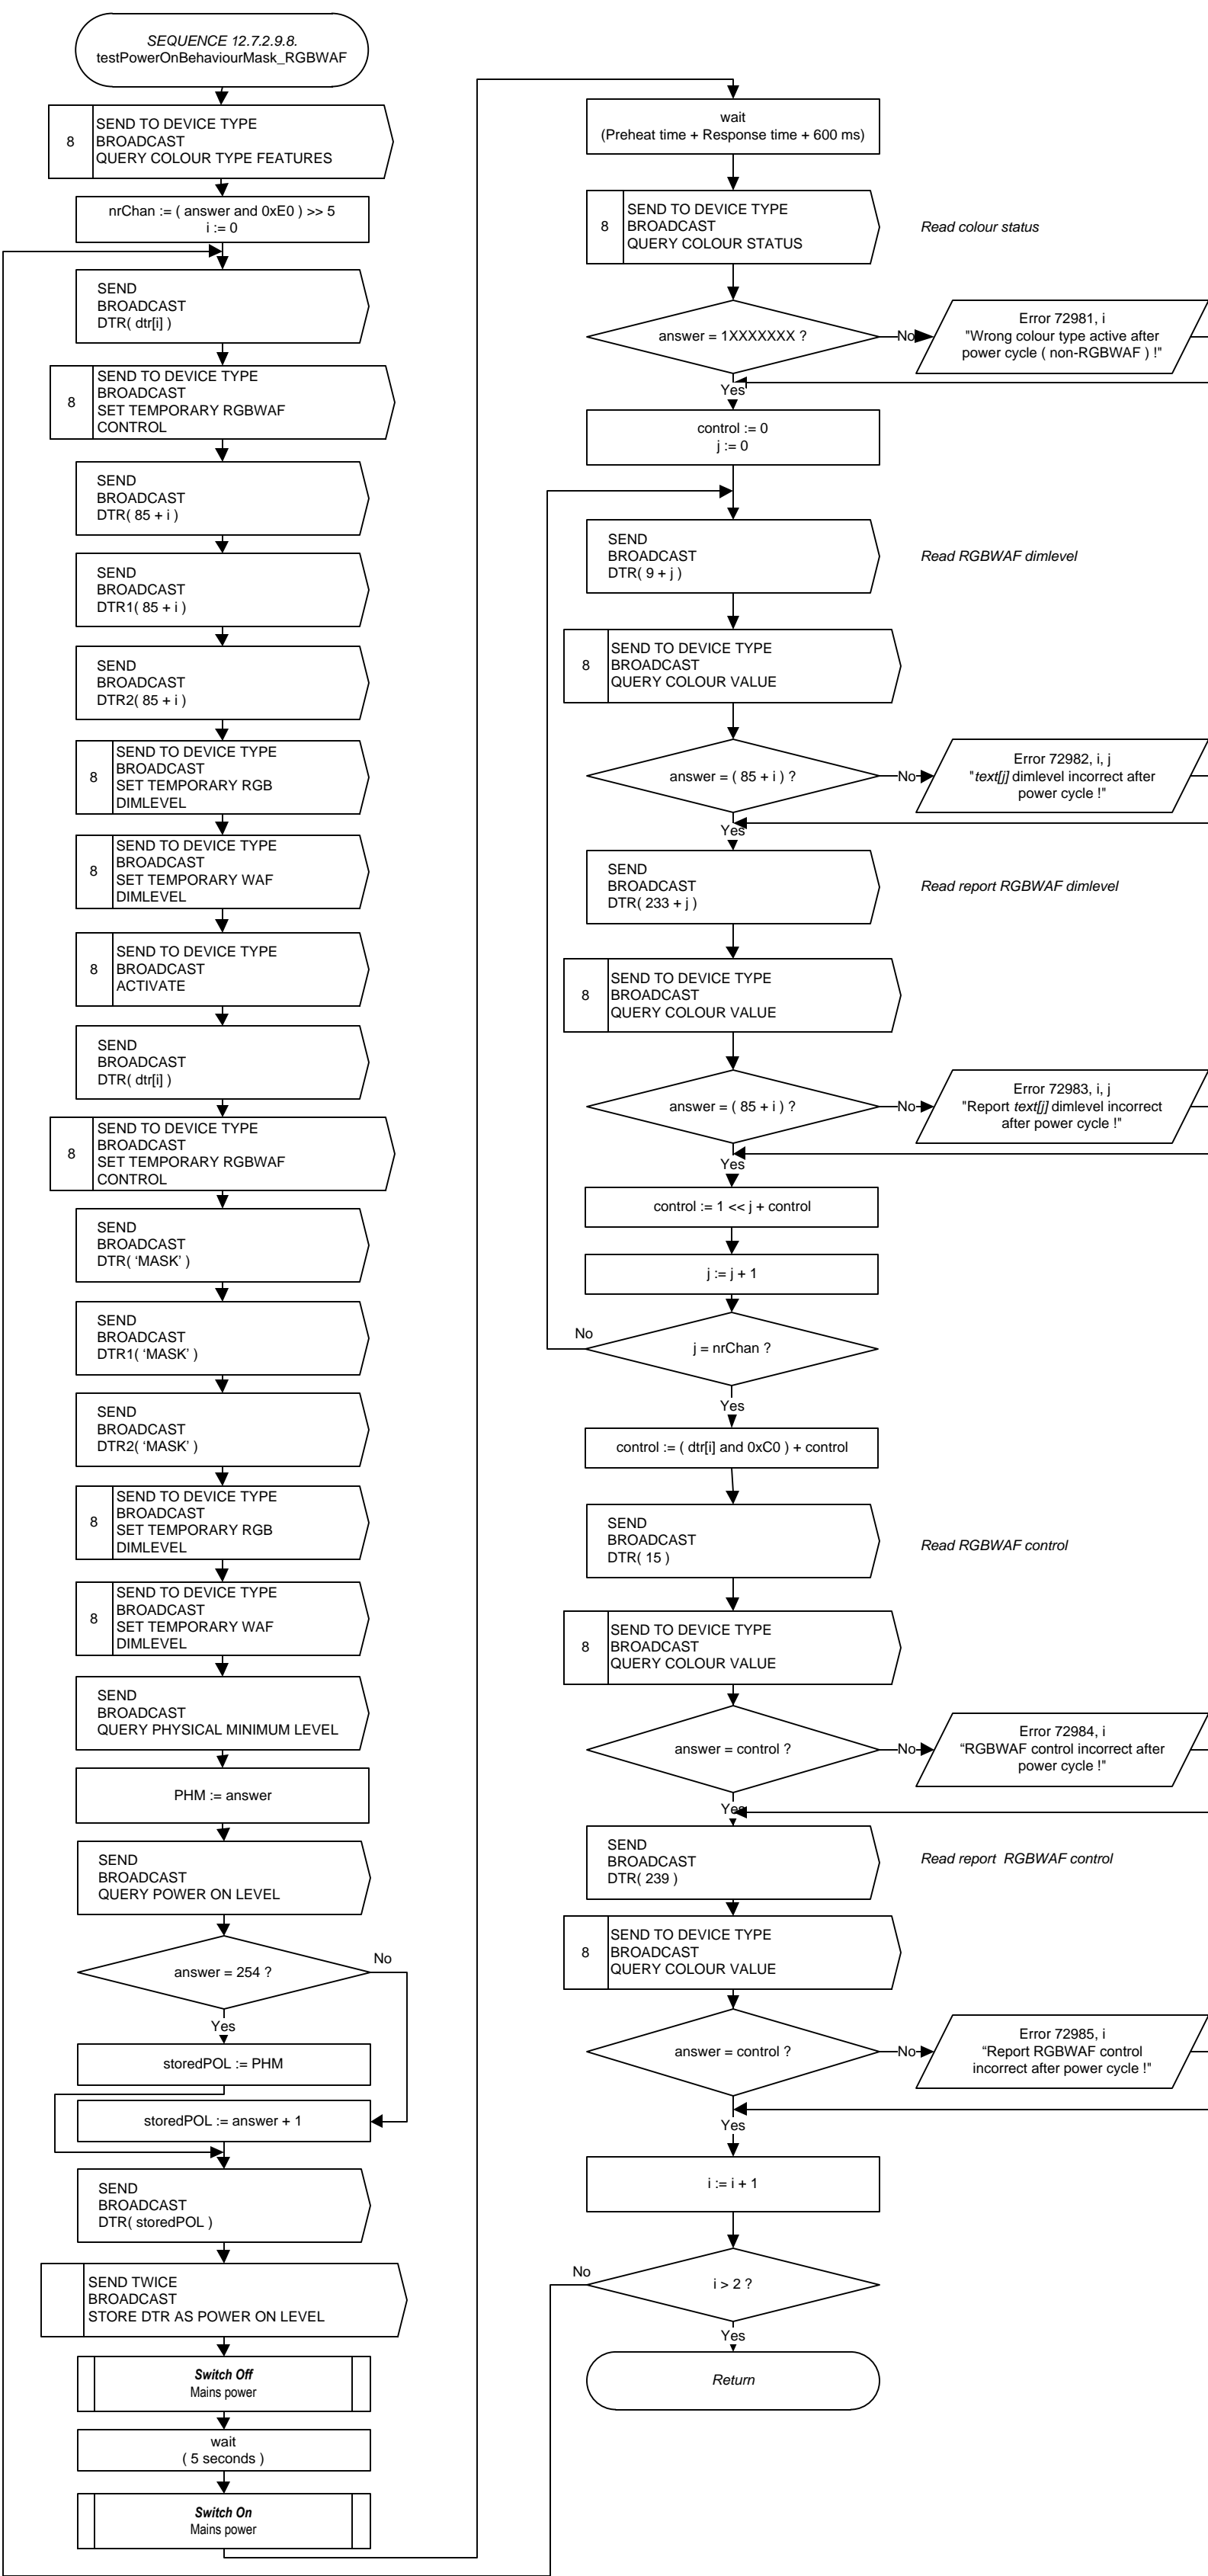 SEQUENCE 12.7.2.9.8.
testPowerOnBehaviourMask_RGBWAF
8
SEND TO DEVICE TYPE
BROADCAST
QUERY COLOUR TYPE FEATURES
nrChan := ( answer and 0xE0 ) >> 5
i := 0
SEND
BROADCAST
DTR( dtr[i] )
8
SEND TO DEVICE TYPE
BROADCAST
SET TEMPORARY RGBWAF
CONTROL
SEND
BROADCAST
DTR( 85 + i )
SEND
BROADCAST
DTR1( 85 + i )
SEND
BROADCAST
DTR2( 85 + i )
8
SEND TO DEVICE TYPE
BROADCAST
SET TEMPORARY RGB
DIMLEVEL
8
SEND TO DEVICE TYPE
BROADCAST
SET TEMPORARY WAF
DIMLEVEL
8
SEND TO DEVICE TYPE
BROADCAST
ACTIVATE
SEND
BROADCAST
DTR( dtr[i] )
8
SEND TO DEVICE TYPE
BROADCAST
SET TEMPORARY RGBWAF
CONTROL
SEND
BROADCAST
DTR( ‘MASK’ )
SEND
BROADCAST
DTR1( ‘MASK’ )
SEND
BROADCAST
DTR2( ‘MASK’ )
8
SEND TO DEVICE TYPE
BROADCAST
SET TEMPORARY RGB
DIMLEVEL
8
SEND TO DEVICE TYPE
BROADCAST
SET TEMPORARY WAF
DIMLEVEL
SEND
BROADCAST
QUERY PHYSICAL MINIMUM LEVEL
PHM := answer
SEND
BROADCAST
QUERY POWER ON LEVEL
answer = 254 ?
No
Yes
storedPOL := PHM
storedPOL := answer + 1
SEND
BROADCAST
DTR( storedPOL )
SEND TWICE
BROADCAST
STORE DTR AS POWER ON LEVEL
Switch Off
Mains power
wait
( 5 seconds )
Switch On
Mains power
wait
(Preheat time + Response time + 600 ms)
8
SEND TO DEVICE TYPE
BROADCAST
QUERY COLOUR STATUS
Read colour status
answer = 1XXXXXXX ?
No
Error 72981, i
"Wrong colour type active after
power cycle ( non-RGBWAF ) !"
Yes
control := 0
j := 0
SEND
BROADCAST
DTR( 9 + j )
Read RGBWAF dimlevel
8
SEND TO DEVICE TYPE
BROADCAST
QUERY COLOUR VALUE
answer = ( 85 + i ) ?
No
Error 72982, i, j
"text[j] dimlevel incorrect after
power cycle !"
Yes
SEND
BROADCAST
DTR( 233 + j )
Read report RGBWAF dimlevel
8
SEND TO DEVICE TYPE
BROADCAST
QUERY COLOUR VALUE
answer = ( 85 + i ) ?
No
Error 72983, i, j
"Report text[j] dimlevel incorrect
after power cycle !"
Yes
control := 1 << j + control
j := j + 1
No
j = nrChan ?
Yes
control := ( dtr[i] and 0xC0 ) + control
SEND
BROADCAST
DTR( 15 )
Read RGBWAF control
8
SEND TO DEVICE TYPE
BROADCAST
QUERY COLOUR VALUE
answer = control ?
No
Error 72984, i
“RGBWAF control incorrect after
power cycle !"
Yes
SEND
BROADCAST
DTR( 239 )
Read report RGBWAF control
8
SEND TO DEVICE TYPE
BROADCAST
QUERY COLOUR VALUE
answer = control ?
No
Error 72985, i
“Report RGBWAF control
incorrect after power cycle !"
Yes
i := i + 1
No
i > 2 ?
Yes
Return